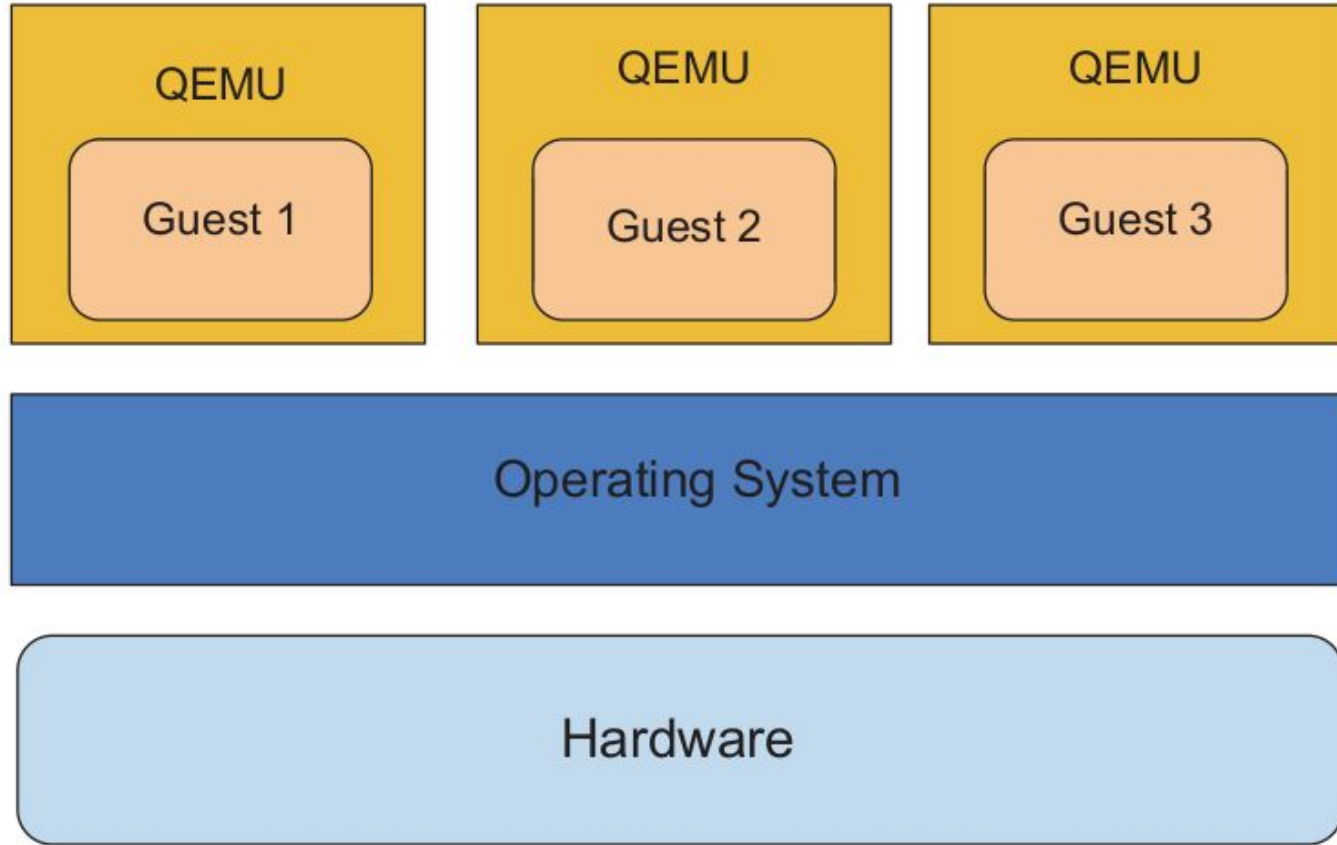 QEMU
QEMU
QEMU
Guest 1
Guest 2
Guest 3
Operating System
Hardware